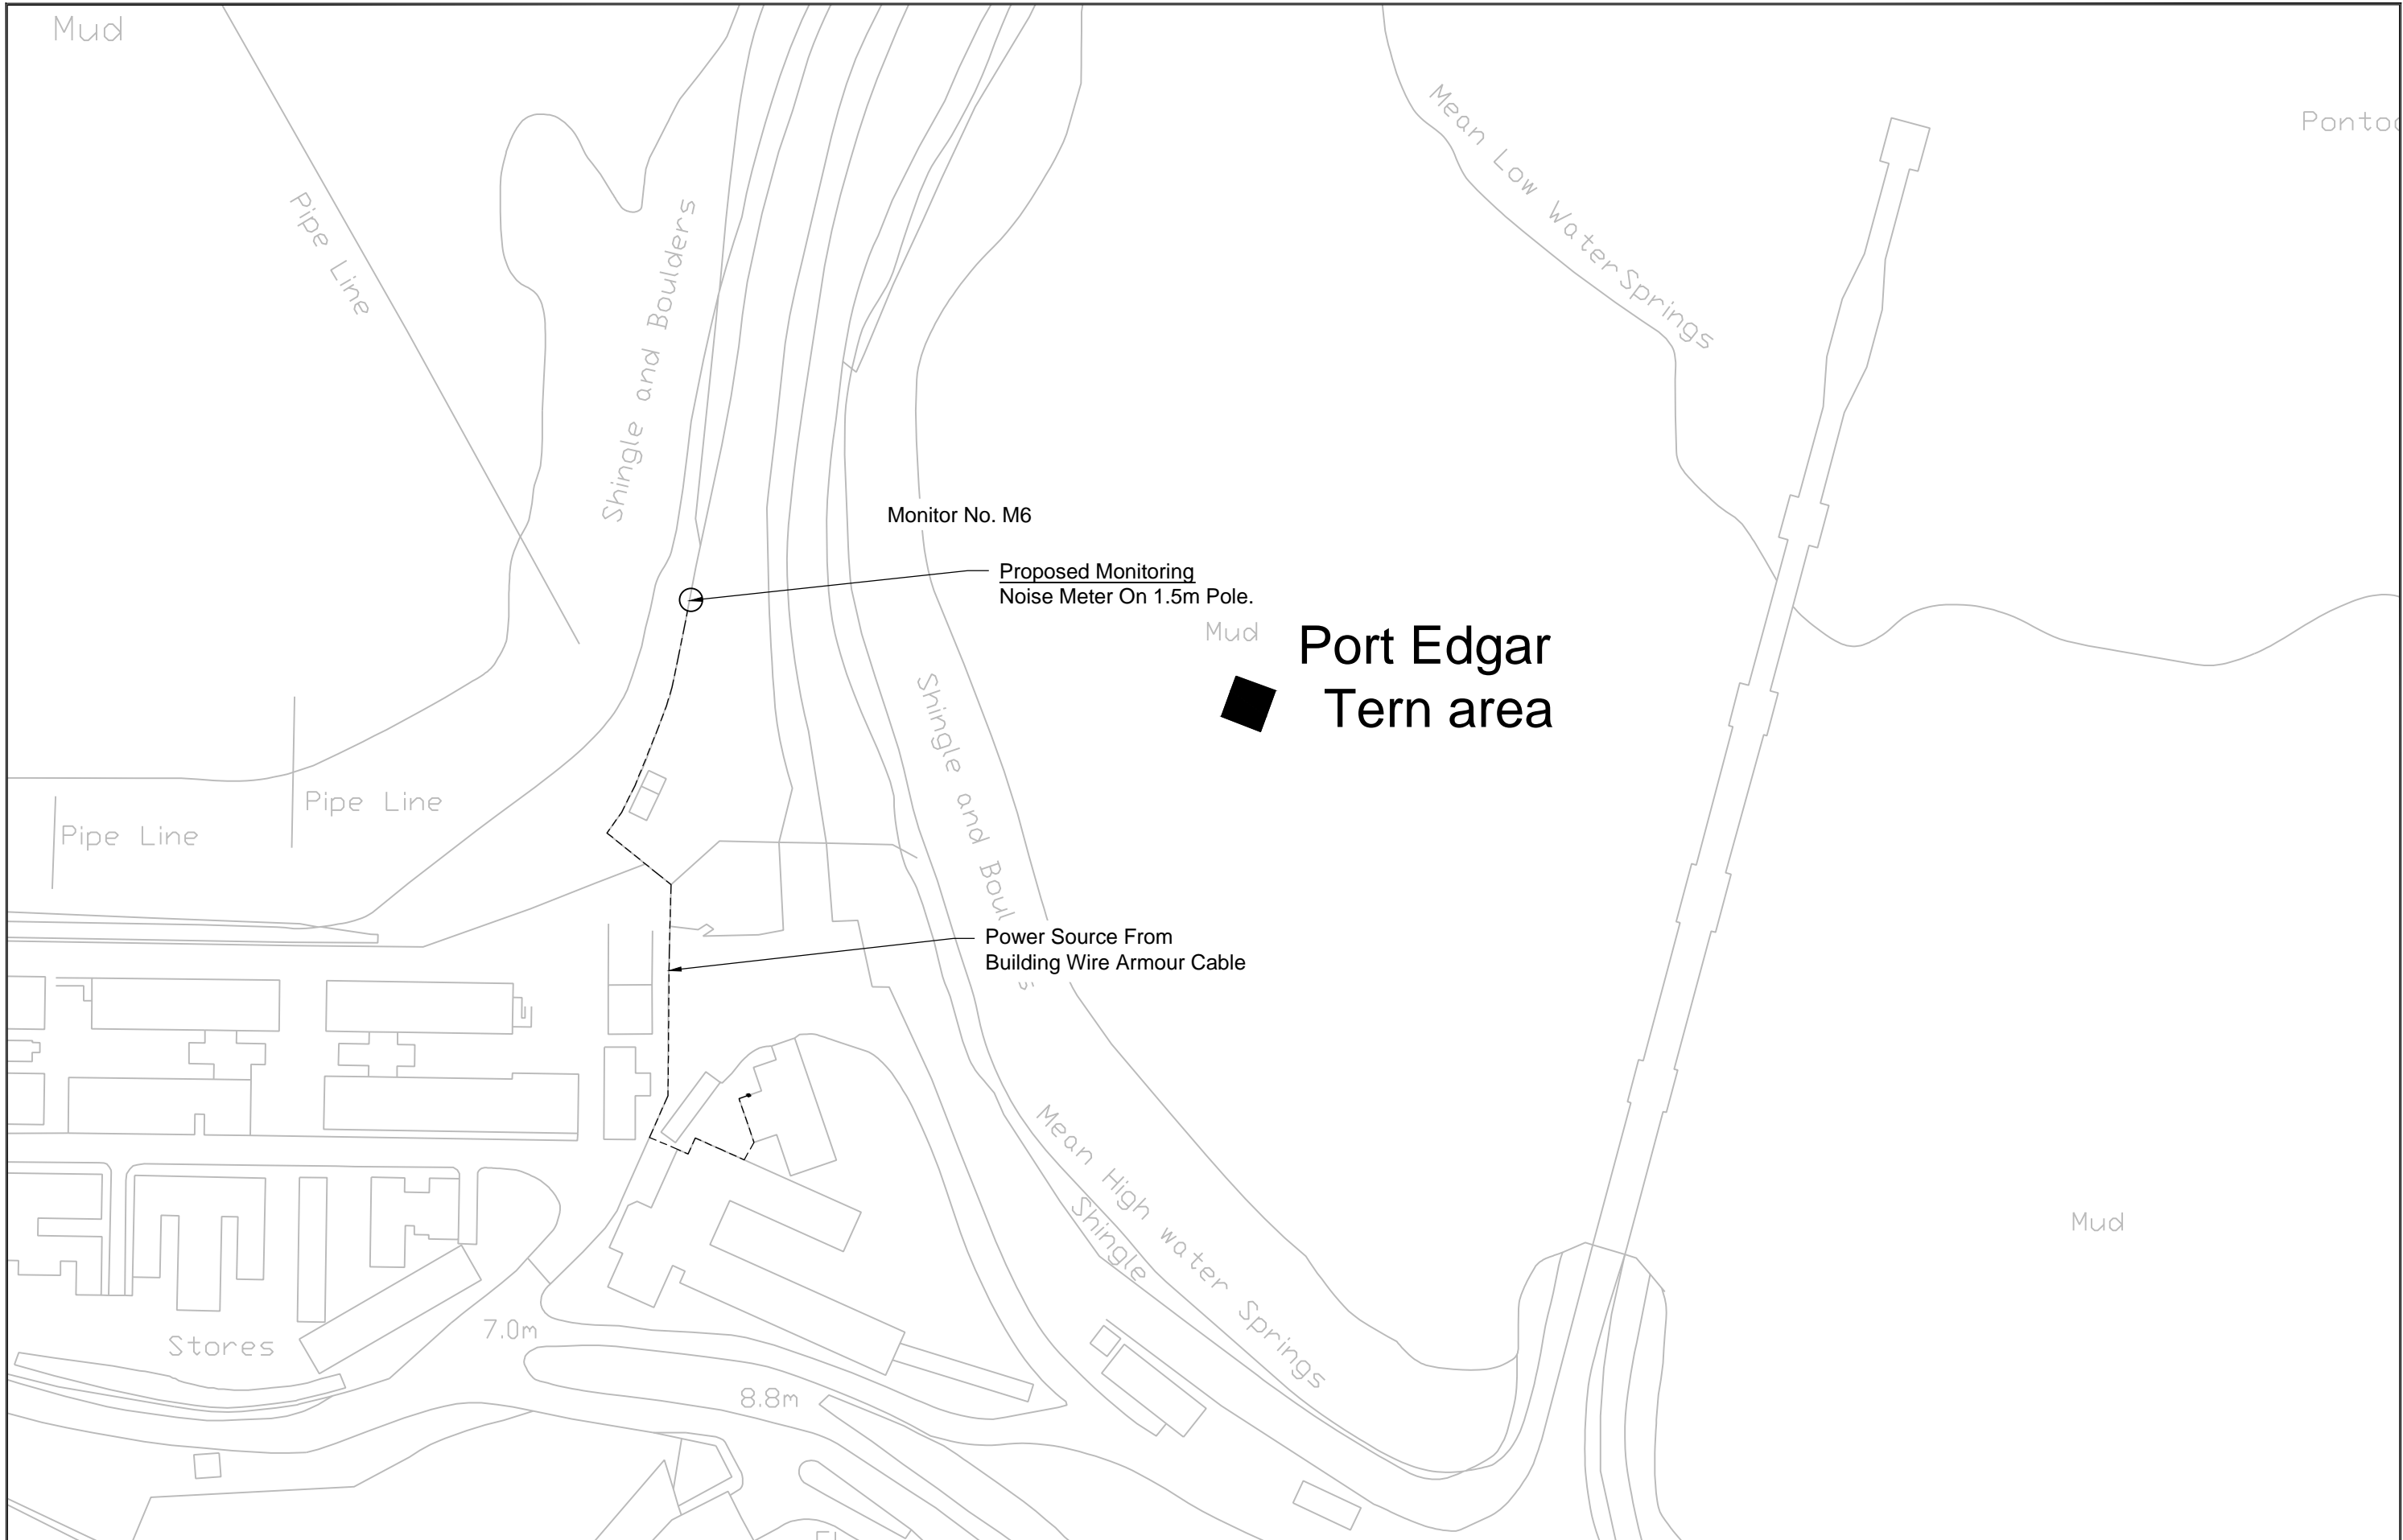 Mud
Pipe Line
Shingle and Boulders
Mean Low Water Springs
Monitor No. M6
Proposed Monitoring
Noise Meter On 1.5m Pole.
Mud
Port Edgar
Tern area
Shingle and
Pipe Line
Pipe Line
Power Source From
Building Wire Armour Cable
Mean High water Springs
Shingle
Mud
Stores
7.0m
8.8m